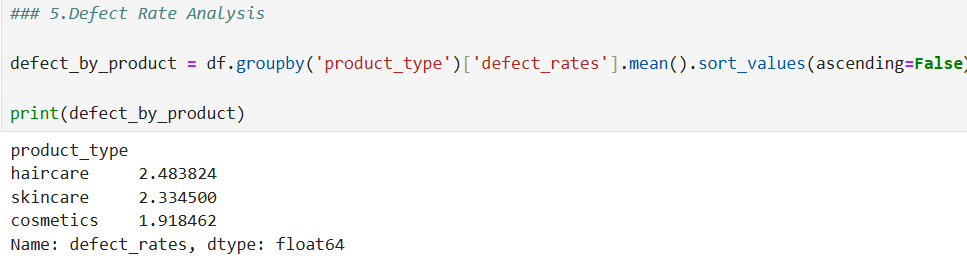 ### 5.Defect Rate Analysis
defect_by_product = df.groupby('product_type')['defect_rates'].mean().sort_values(ascending=False)
print(defect_by_product)
product_type
haircare     2.483824
skincare     2.334500
cosmetics    1.918462
Name: defect_rates, dtype: float64